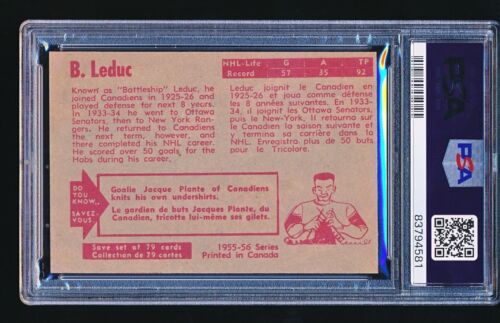 B. Leduc
NHL-Life G A TP
Record 57 35 92
Known as "Battleship" Leduc, he
joined Canadiens in 1925-26 and
played defense for next 8 years.
In 1933-34 he went to Ottawa
Senators, then to New York Ran-
gers. He returned to Canadiens
the next term, however, and
there completed his NHL career.
He scored over 50 goals for the
Habs during his career.
Leduc joignit le Canadien en
1925-26 et joua comme défense
les 8 années suivantes. En 1933-
34, il joignit les Ottawa Senators,
puis le New-York. Il retourna
sur le Canadien la saison suivante et
y termina sa carrière dans la
NHL. Enregistra plus de 50 buts
pour le Tricolore.
DO
YOU
KNOW..
SAVEZ-
VOUS
Goalie Jacque Plante of Canadiens
knits his own undershirts.
Le gardien de buts Jacques Plante, du
Canadien, tricotte lui-même ses gilets.
Save set of 79 cards
Collection de 79 cartes
1955-56 Series
Printed in Canada
PSA
PSA
83794581